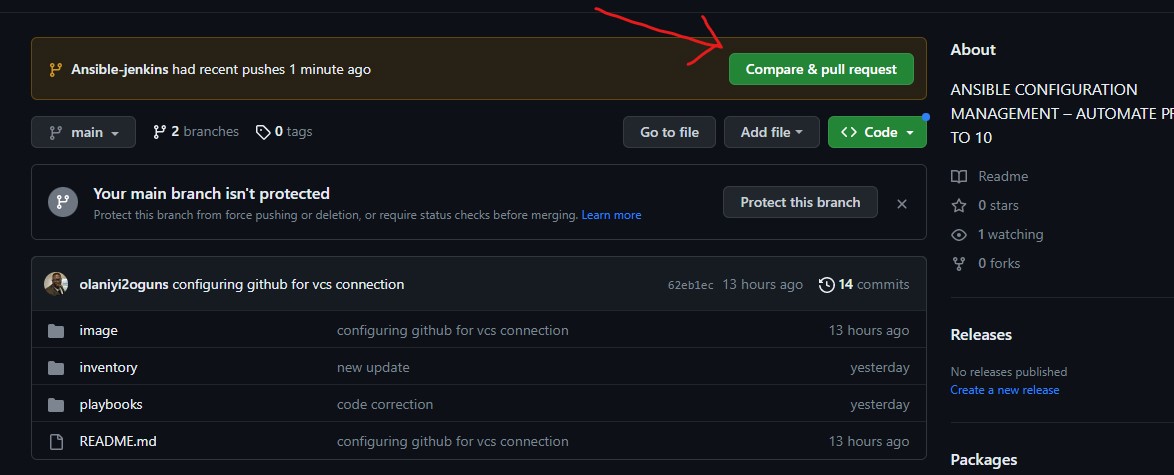 Ansible-jenkins had recent pushes 1 minute ago
Compare & pull request
main
2 branches
0 tags
Go to file
Add file
Code
Your main branch isn't protected
Protect this branch from force pushing or deletion, or require status checks before merging. Learn more
Protect this branch
olaniyi2oguns configuring github for vcs connection
62eb1ec 13 hours ago
14 commits
image configuring github for vcs connection 13 hours ago
inventory new update yesterday
playbooks code correction yesterday
README.md configuring github for vcs connection 13 hours ago
About
ANSIBLE CONFIGURATION
MANAGEMENT – AUTOMATE PR
TO 10
Readme
0 stars
1 watching
0 forks
Releases
No releases published
Create a new release
Packages